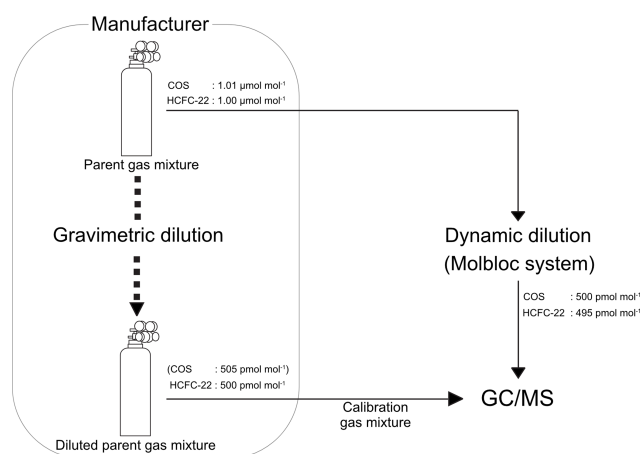 Manufacturer
COS : 1.01 µmol mol⁻¹
HCFC-22 : 1.00 µmol mol⁻¹
Parent gas mixture
Gravimetric dilution
Dynamic dilution
(Molbloc system)
COS : 500 pmol mol⁻¹
HCFC-22 : 495 pmol mol⁻¹
(COS : 505 pmol mol⁻¹)
HCFC-22 : 500 pmol mol⁻¹
Calibration
gas mixture
GC/MS
Diluted parent gas mixture